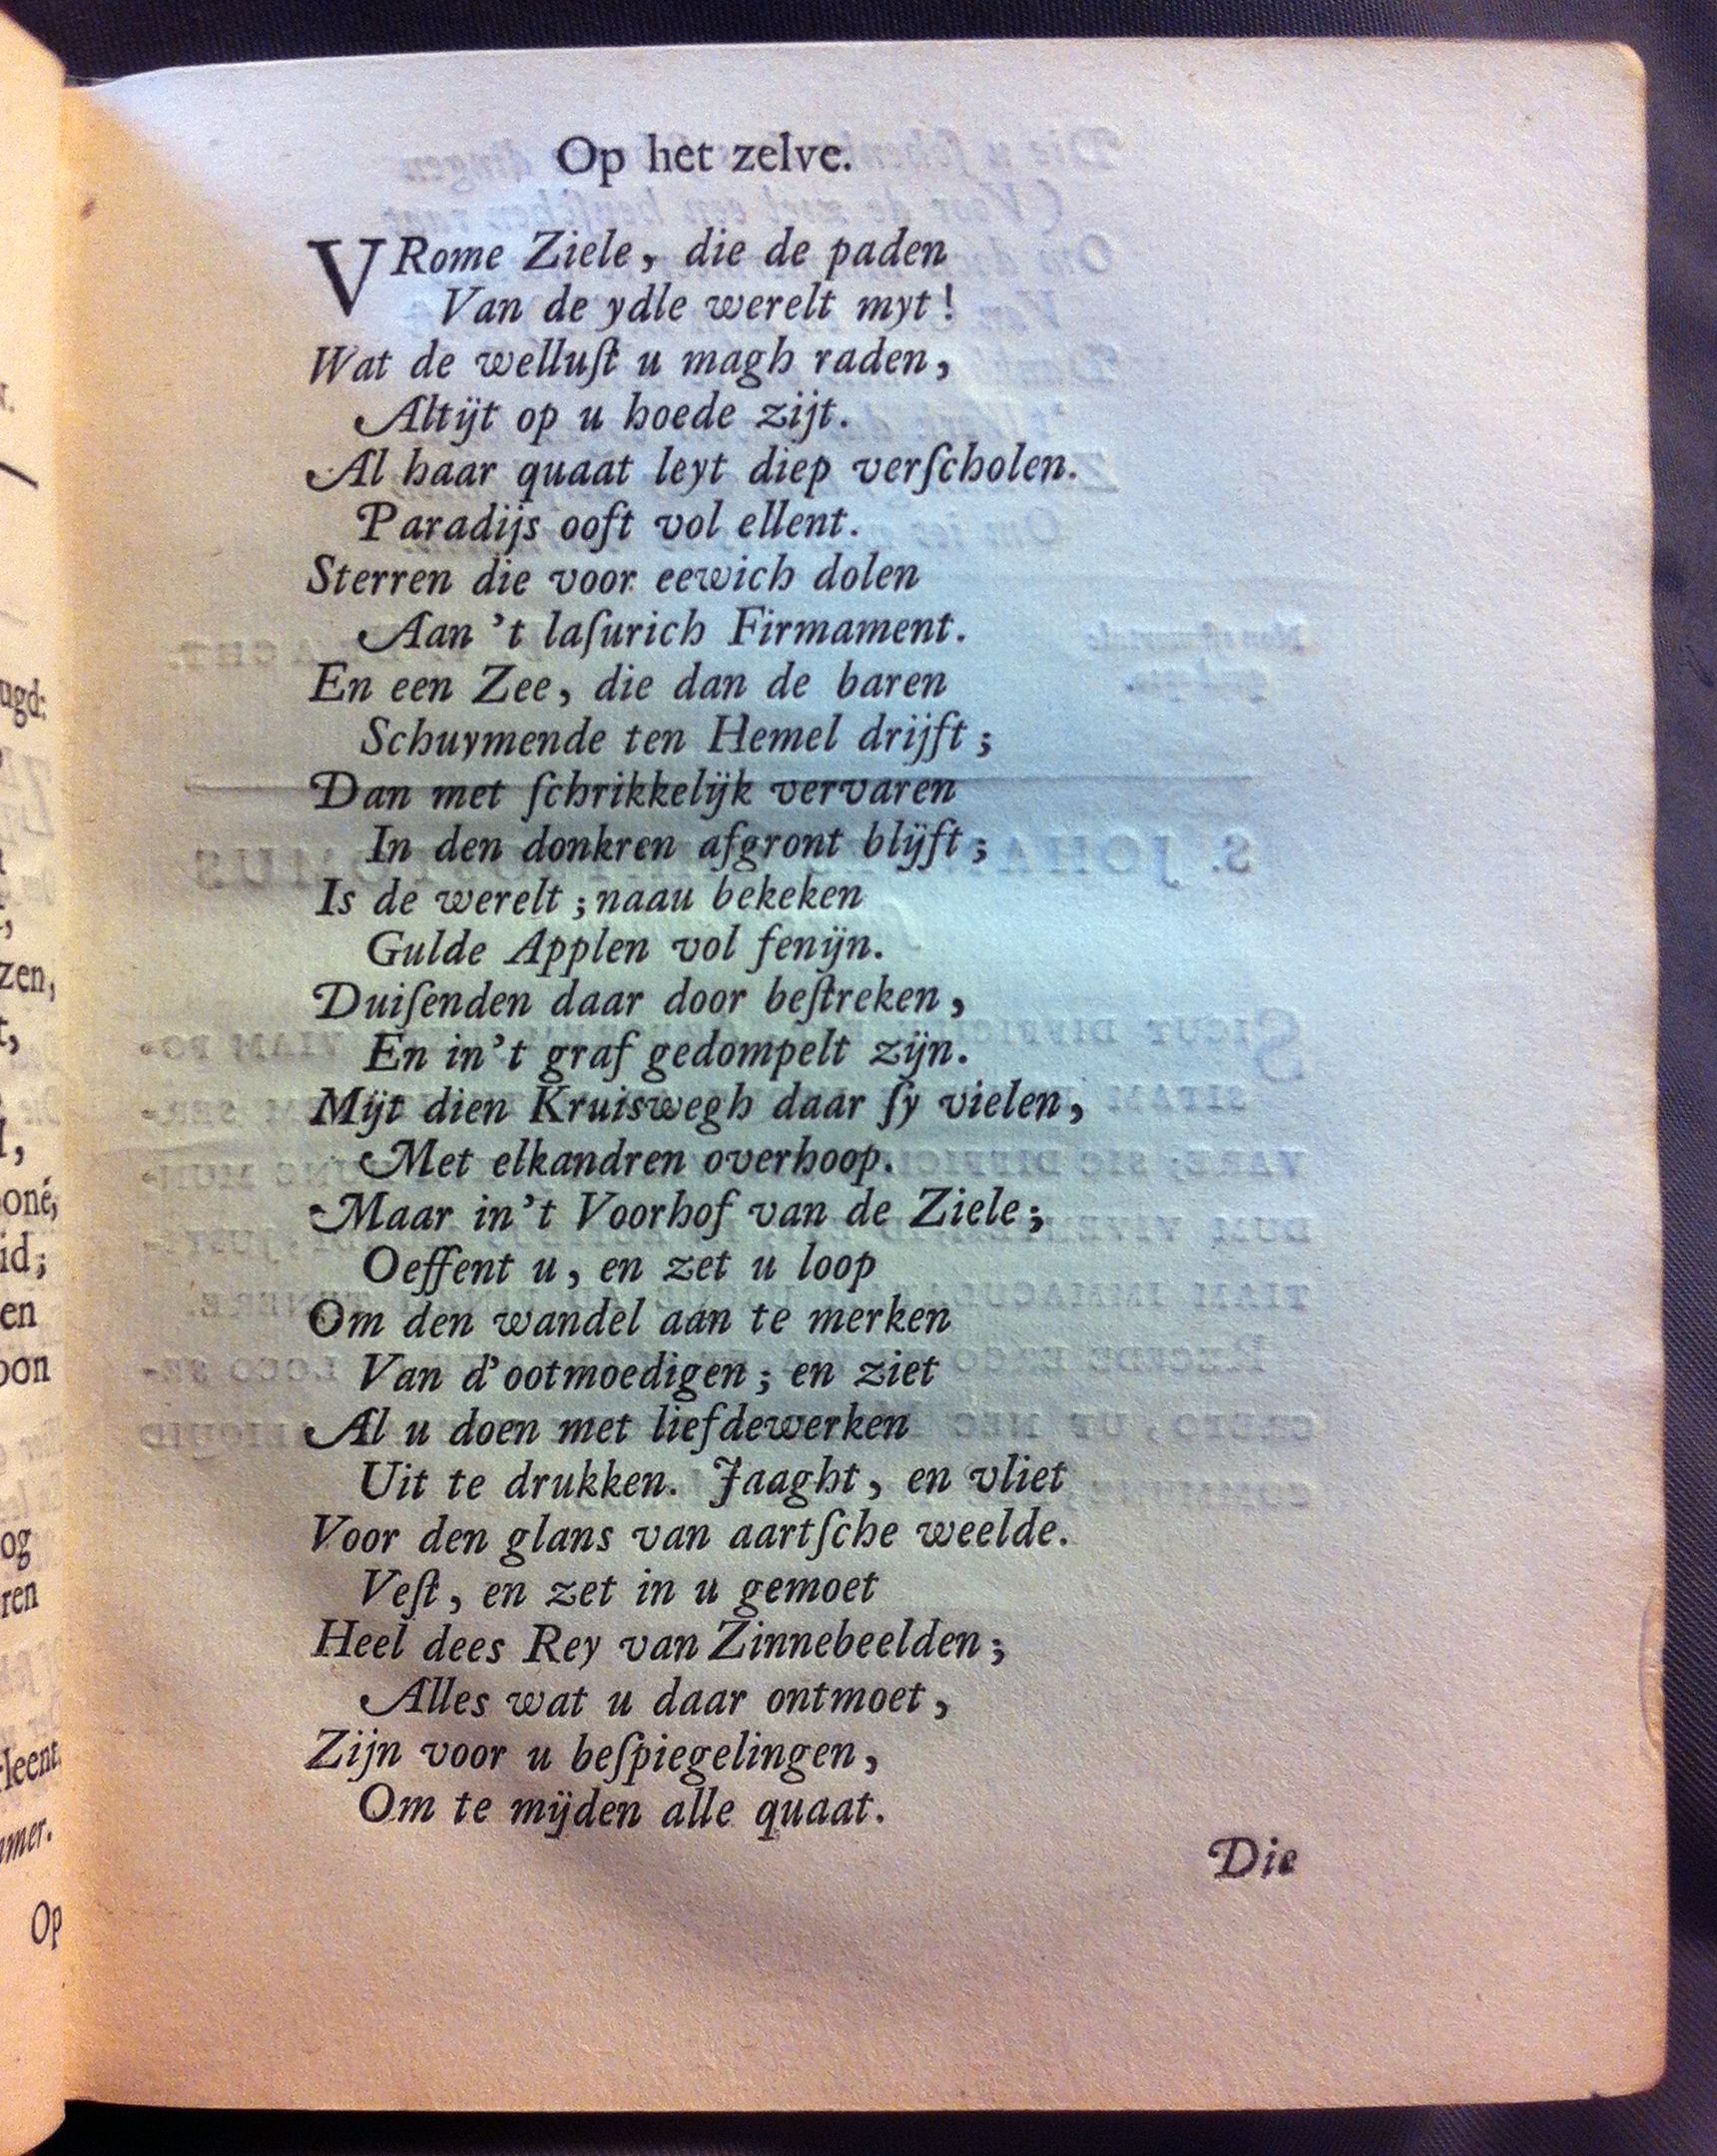 Op het zelve.
VRome Ziele, die de paden
Van de ydle werelt myt!
Wat de welluſt u magh raden,
Altijt op u hoede zijt.
Al haar quaat leyt diep verſcholen.
Paradijs ooft vol ellent.
Sterren die voor eewich dolen
Aan 't laſurich Firmament.
En een Zee, die dan de baren
Schuymende ten Hemel drijft;
Dan met ſchrikkelijk vervaren
In den donkren afgront blijft;
Is de werelt; naau bekeken
Gulde Applen vol fenijn.
Duiſenden daar door beſtreken,
En in't graf gedompelt zijn.
Mijt dien Kruiswegh daar ſy vielen,
Met elkandren overhoop.
Maar in't Voorhof van de Ziele;
Oeffent u, en zet u loop
Om den wandel aan te merken
Van d'ootmoedigen; en ziet
Al u doen met liefdewerken
Uit te drukken. Jaaght, en vliet
Voor den glans van aartſche weelde.
Veſt, en zet in u gemoet
Heel dees Rey van Zinnebeelden;
Alles wat u daar ontmoet,
Zijn voor u beſpiegelingen,
Om te mijden alle quaat.
Die